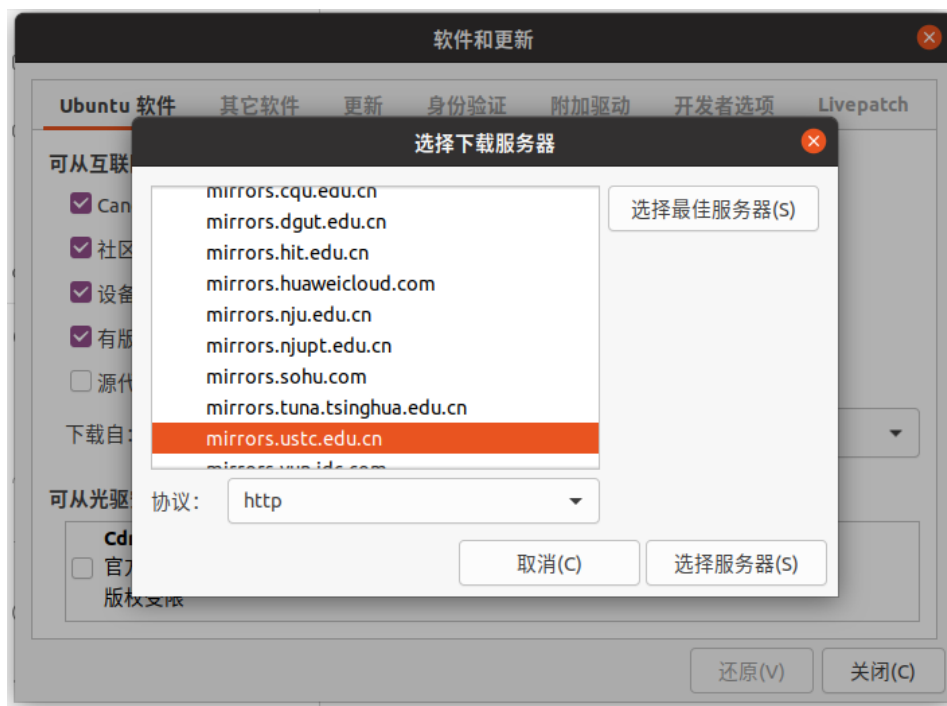 软件和更新
Ubuntu 软件 其它软件 更新 身份验证 附加驱动 开发者选项 Livepatch
选择下载服务器
可从互联
mirrors.cqu.edu.cn
选择最佳服务器(S)
Can
mirrors.dgut.edu.cn
社区
mirrors.hit.edu.cn
设备
mirrors.huaweicloud.com
有版
mirrors.nju.edu.cn
源代
mirrors.njupt.edu.cn
mirrors.sohu.com
mirrors.tuna.tsinghua.edu.cn
下载自:
mirrors.ustc.edu.cn
mirrors.yun-idc.com
可从光驱
协议: http
Cd
官方
取消(C) 选择服务器(S)
版权受限
还原(V) 关闭(C)